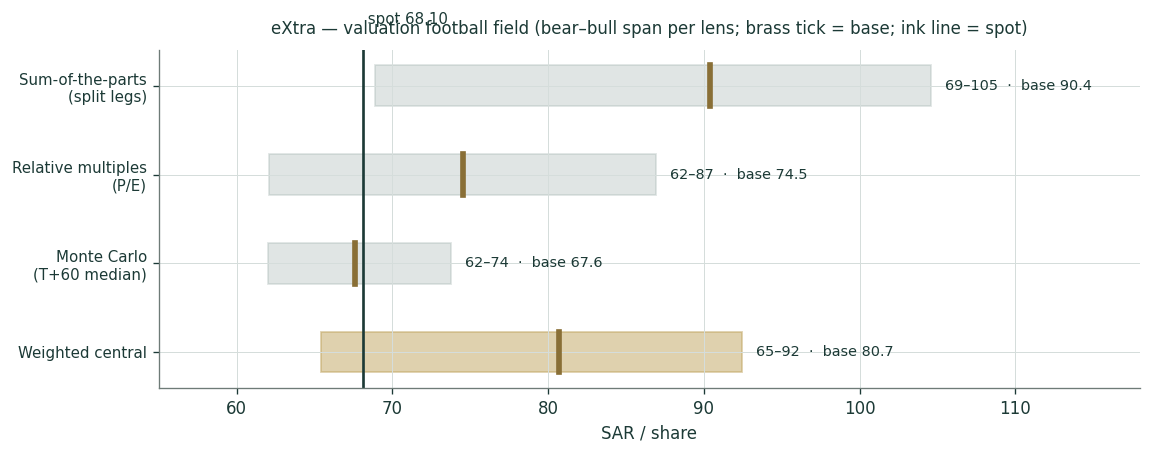 spot 68.10
eXtra — valuation football field (bear–bull span per lens; brass tick = base; ink line = spot)
Sum-of-the-parts
(split legs)
69–105 · base 90.4
Relative multiples
(P/E)
62–87 · base 74.5
Monte Carlo
(T+60 median)
62–74 · base 67.6
Weighted central
65–92 · base 80.7
60 70 80 90 100 110
SAR / share